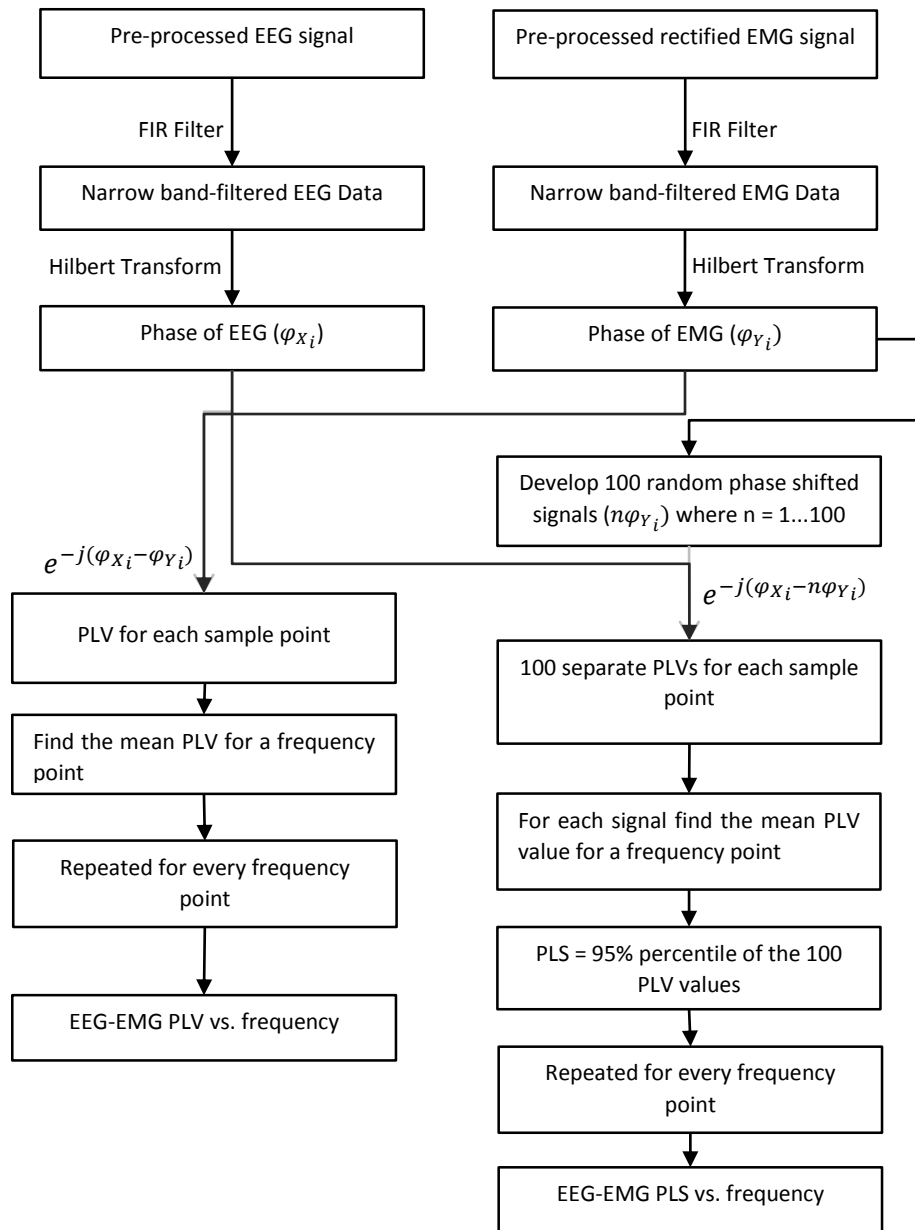 Pre-processed EEG signal
Pre-processed rectified EMG signal
FIR Filter
FIR Filter
Narrow band-filtered EEG Data
Narrow band-filtered EMG Data
Hilbert Transform
Hilbert Transform
Phase of EEG (φ_{X_i})
Phase of EMG (φ_{Y_i})
Develop 100 random phase shifted
signals (nφ_{Y_i}) where n = 1...100
e^{-j(φ_{X_i}-φ_{Y_i})}
e^{-j(φ_{X_i}-nφ_{Y_i})}
PLV for each sample point
100 separate PLVs for each sample
point
Find the mean PLV for a frequency
point
For each signal find the mean PLV
value for a frequency point
Repeated for every frequency
point
PLS = 95% percentile of the 100
PLV values
EEG-EMG PLV vs. frequency
Repeated for every frequency
point
EEG-EMG PLS vs. frequency